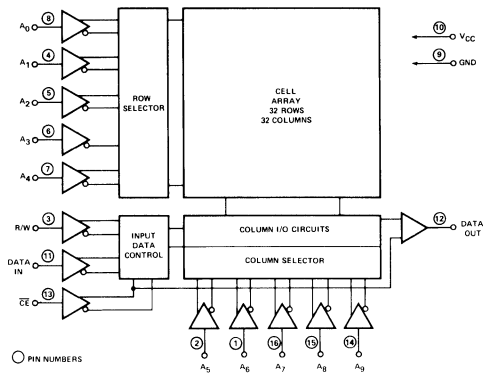 A0 8
A1 4
A2 5
A3 6
A4 7
ROW
SELECTOR
CELL
ARRAY
32 ROWS
32 COLUMNS
10 VCC
9 GND
R/W 3
DATA
IN 11
CE 13
INPUT
DATA
CONTROL
COLUMN I/O CIRCUITS
COLUMN SELECTOR
12 DATA
OUT
2 1 16 15 14
A5 A6 A7 A8 A9
PIN NUMBERS